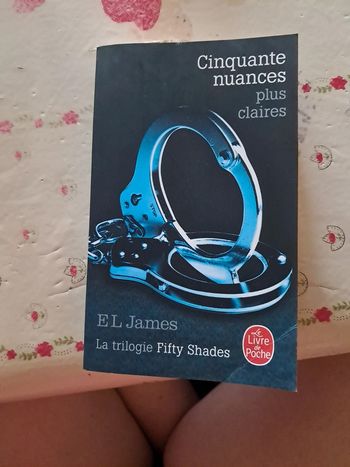 Cinquante
nuances
plus
claires
E L James
La trilogie Fifty Shades
Le
Livre
de
Poche